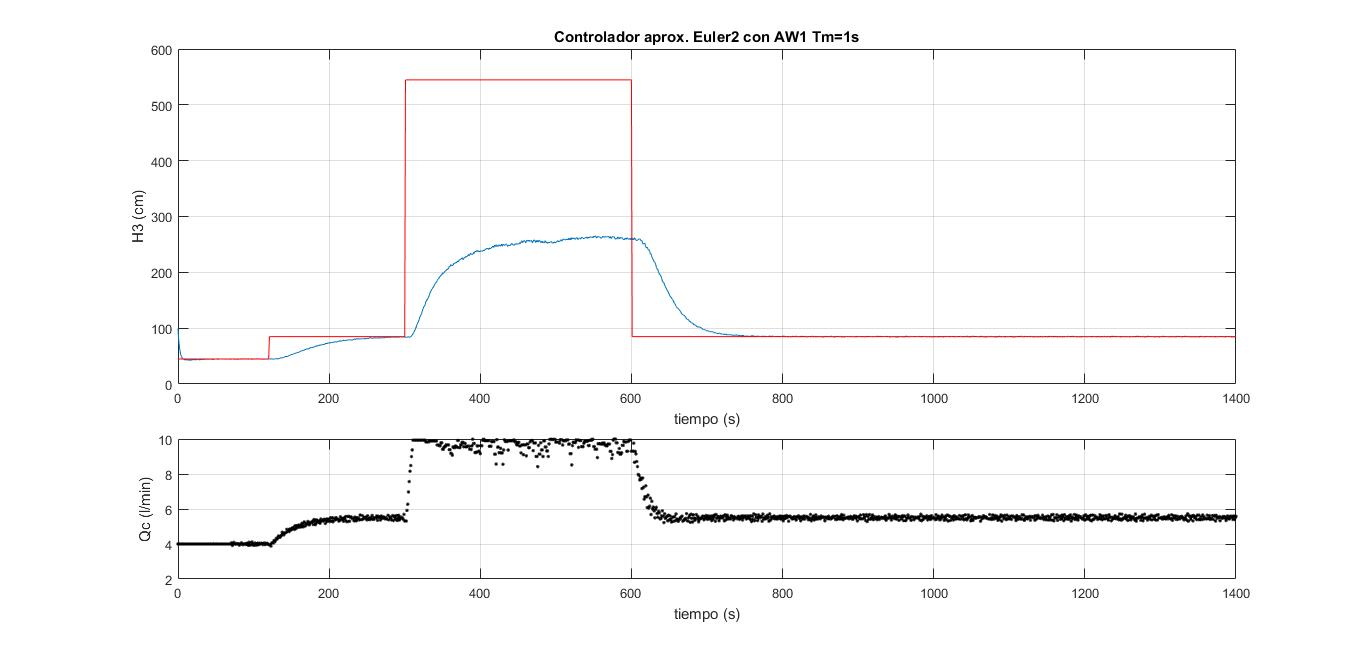 Controlador aprox. Euler2 con AW1 Tm=1s
600
500
400
300
200
100
0
H3 (cm)
0 200 400 600 800 1000 1200 1400
tiempo (s)
10
8
6
4
2
Qc (l/min)
0 200 400 600 800 1000 1200 1400
tiempo (s)